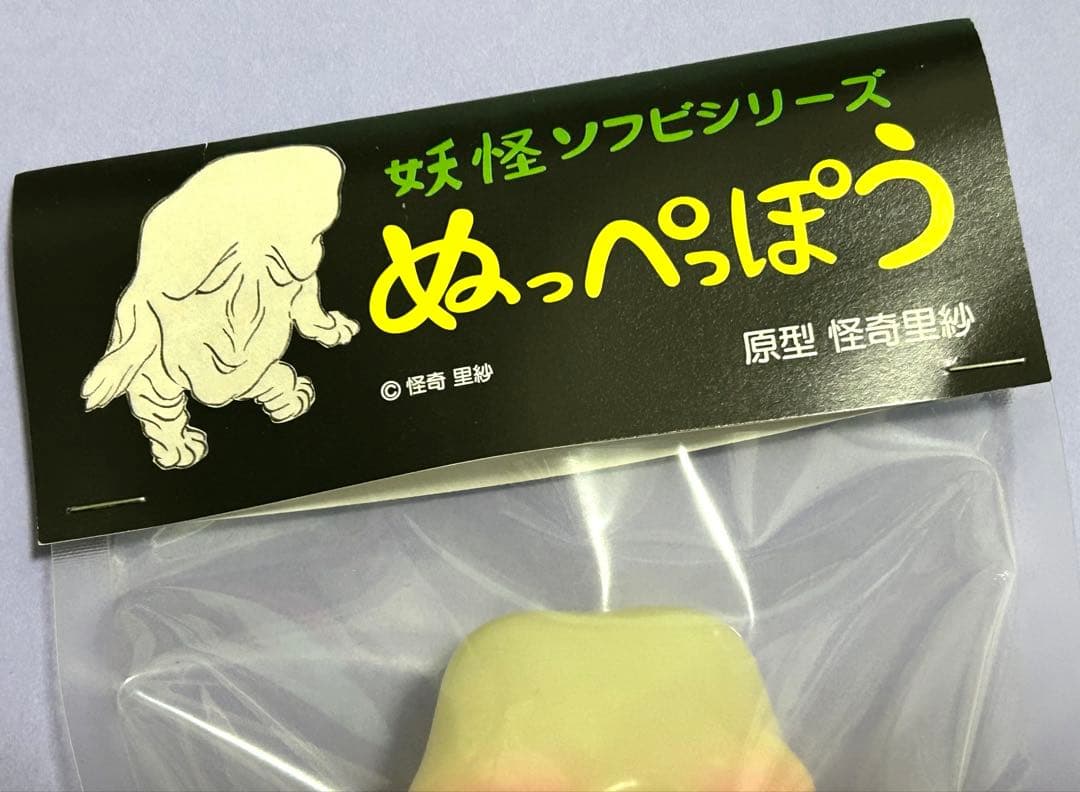 妖怪ソフビシリーズ
ぬっぺっぽう
原型 怪奇里紗
© 怪奇 里紗